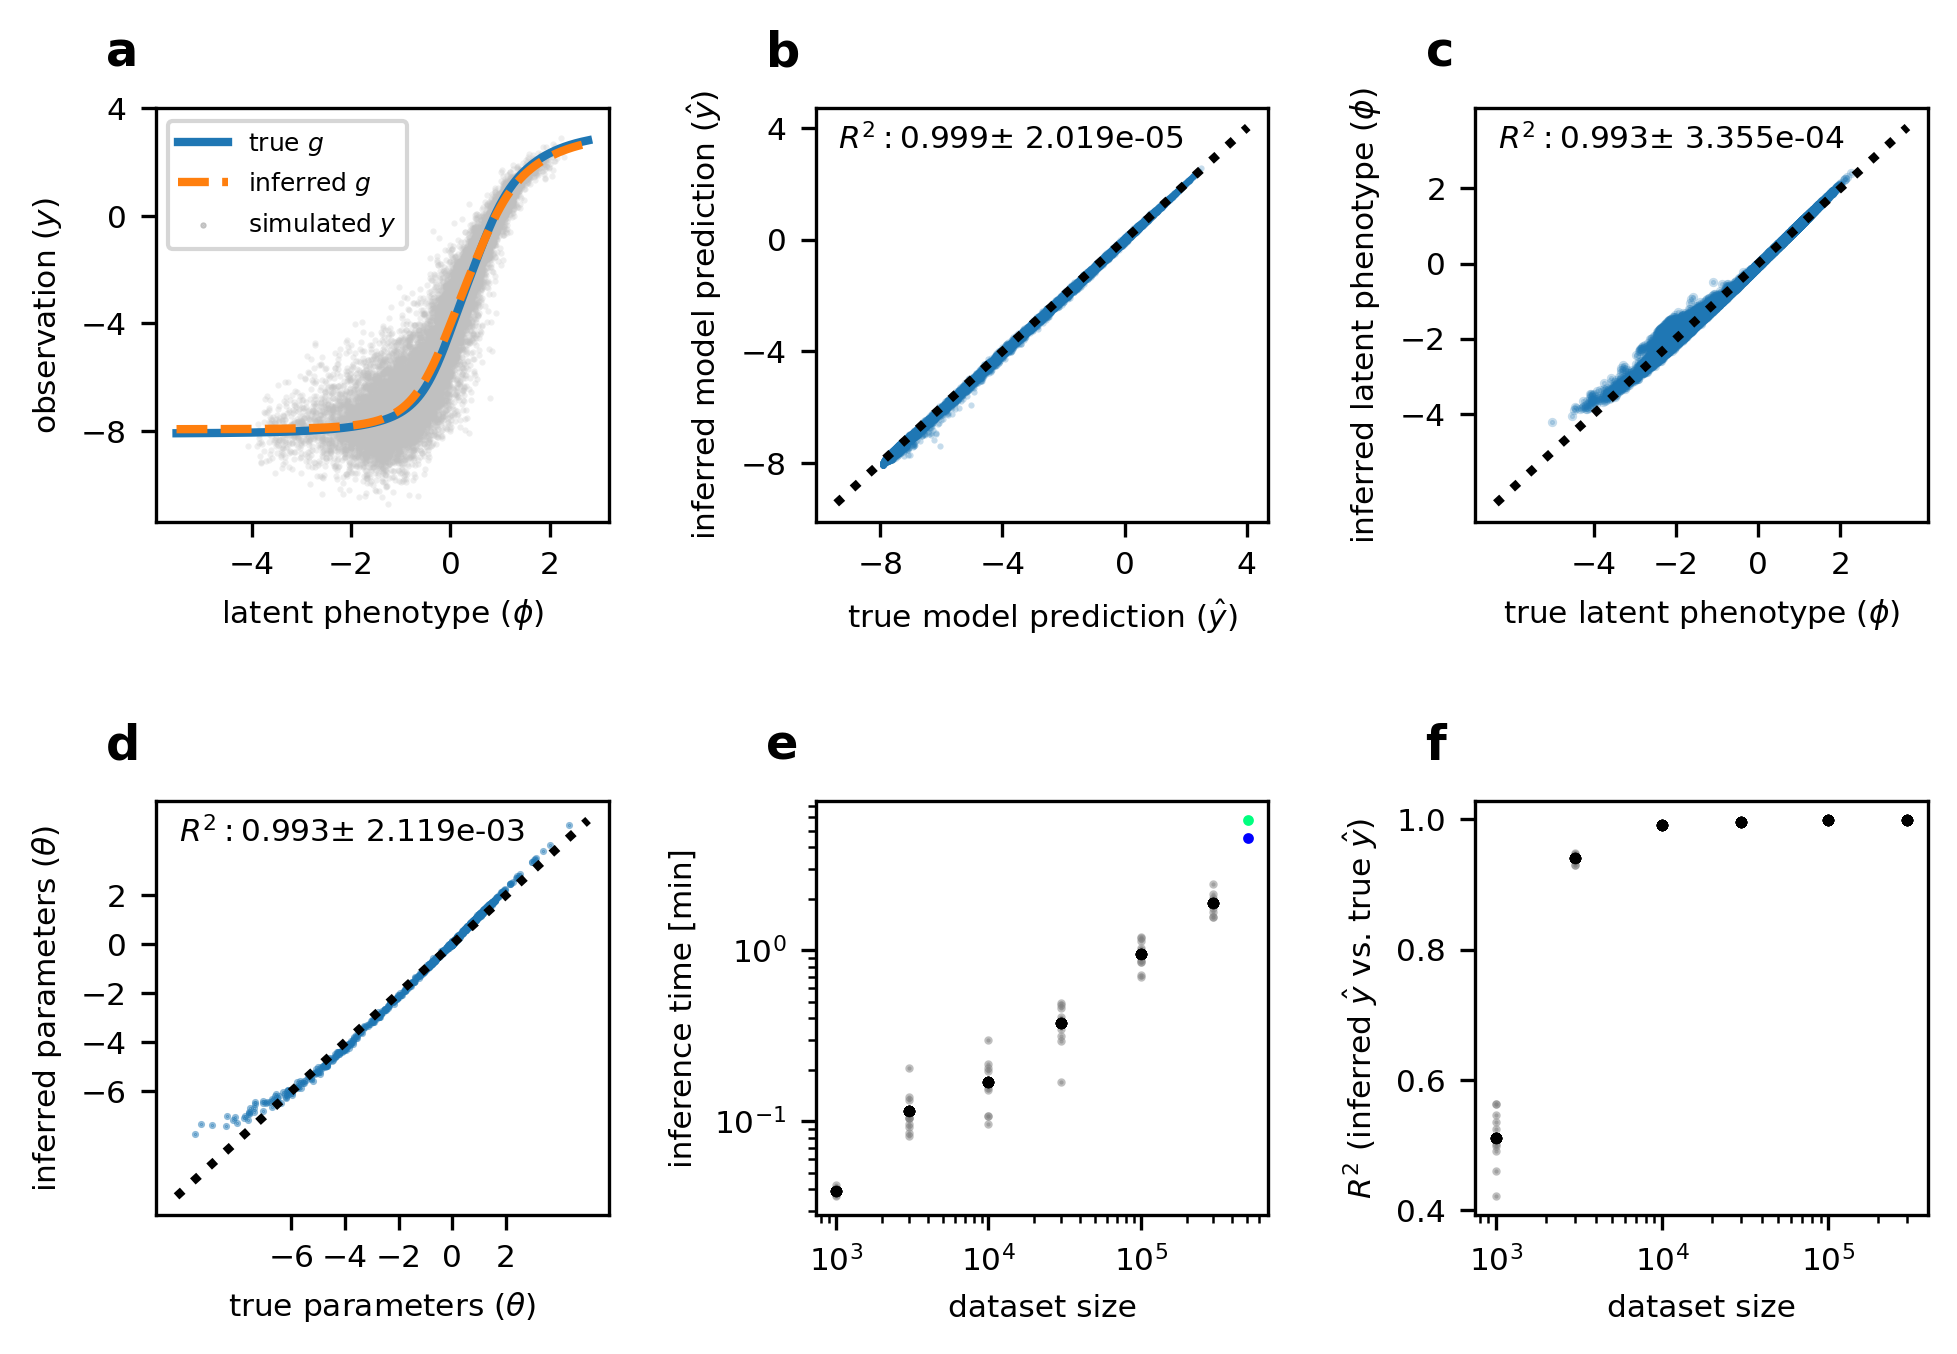 a
4
0
−4
−8
−4
−2
0
2
observation (y)
latent phenotype (ϕ)
true g
inferred g
simulated y
b
R² : 0.999± 2.019e-05
4
0
−4
−8
−8
−4
0
4
inferred model prediction (ŷ)
true model prediction (ŷ)
c
R² : 0.993± 3.355e-04
2
0
−2
−4
−4
−2
0
2
inferred latent phenotype (ϕ)
true latent phenotype (ϕ)
d
R² : 0.993± 2.119e-03
2
0
−2
−4
−6
−6
−4
−2
0
2
inferred parameters (θ)
true parameters (θ)
e
10⁰
10⁻¹
10³
10⁴
10⁵
inference time [min]
dataset size
f
1.0
0.8
0.6
0.4
10³
10⁴
10⁵
R² (inferred ŷ vs. true ŷ)
dataset size